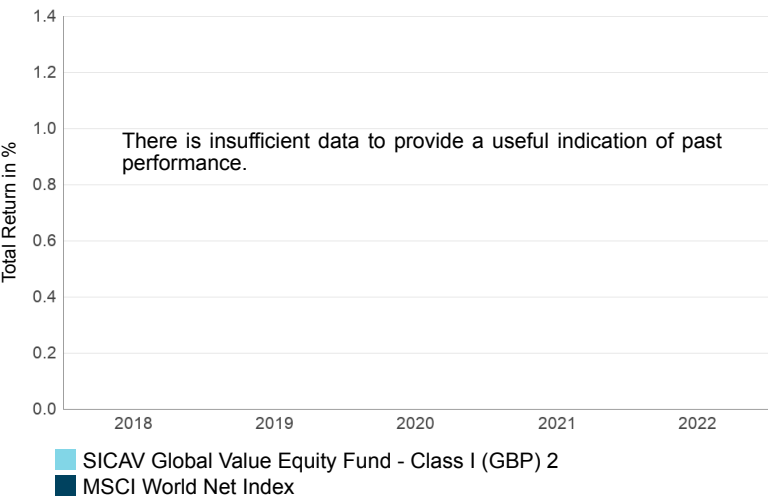 1.4
1.2
1.0
There is insufficient data to provide a useful indication of past
performance.
0.8
0.6
0.4
0.2
0.0
Total Return in %
2018 2019 2020 2021 2022
SICAV Global Value Equity Fund - Class I (GBP) 2
MSCI World Net Index